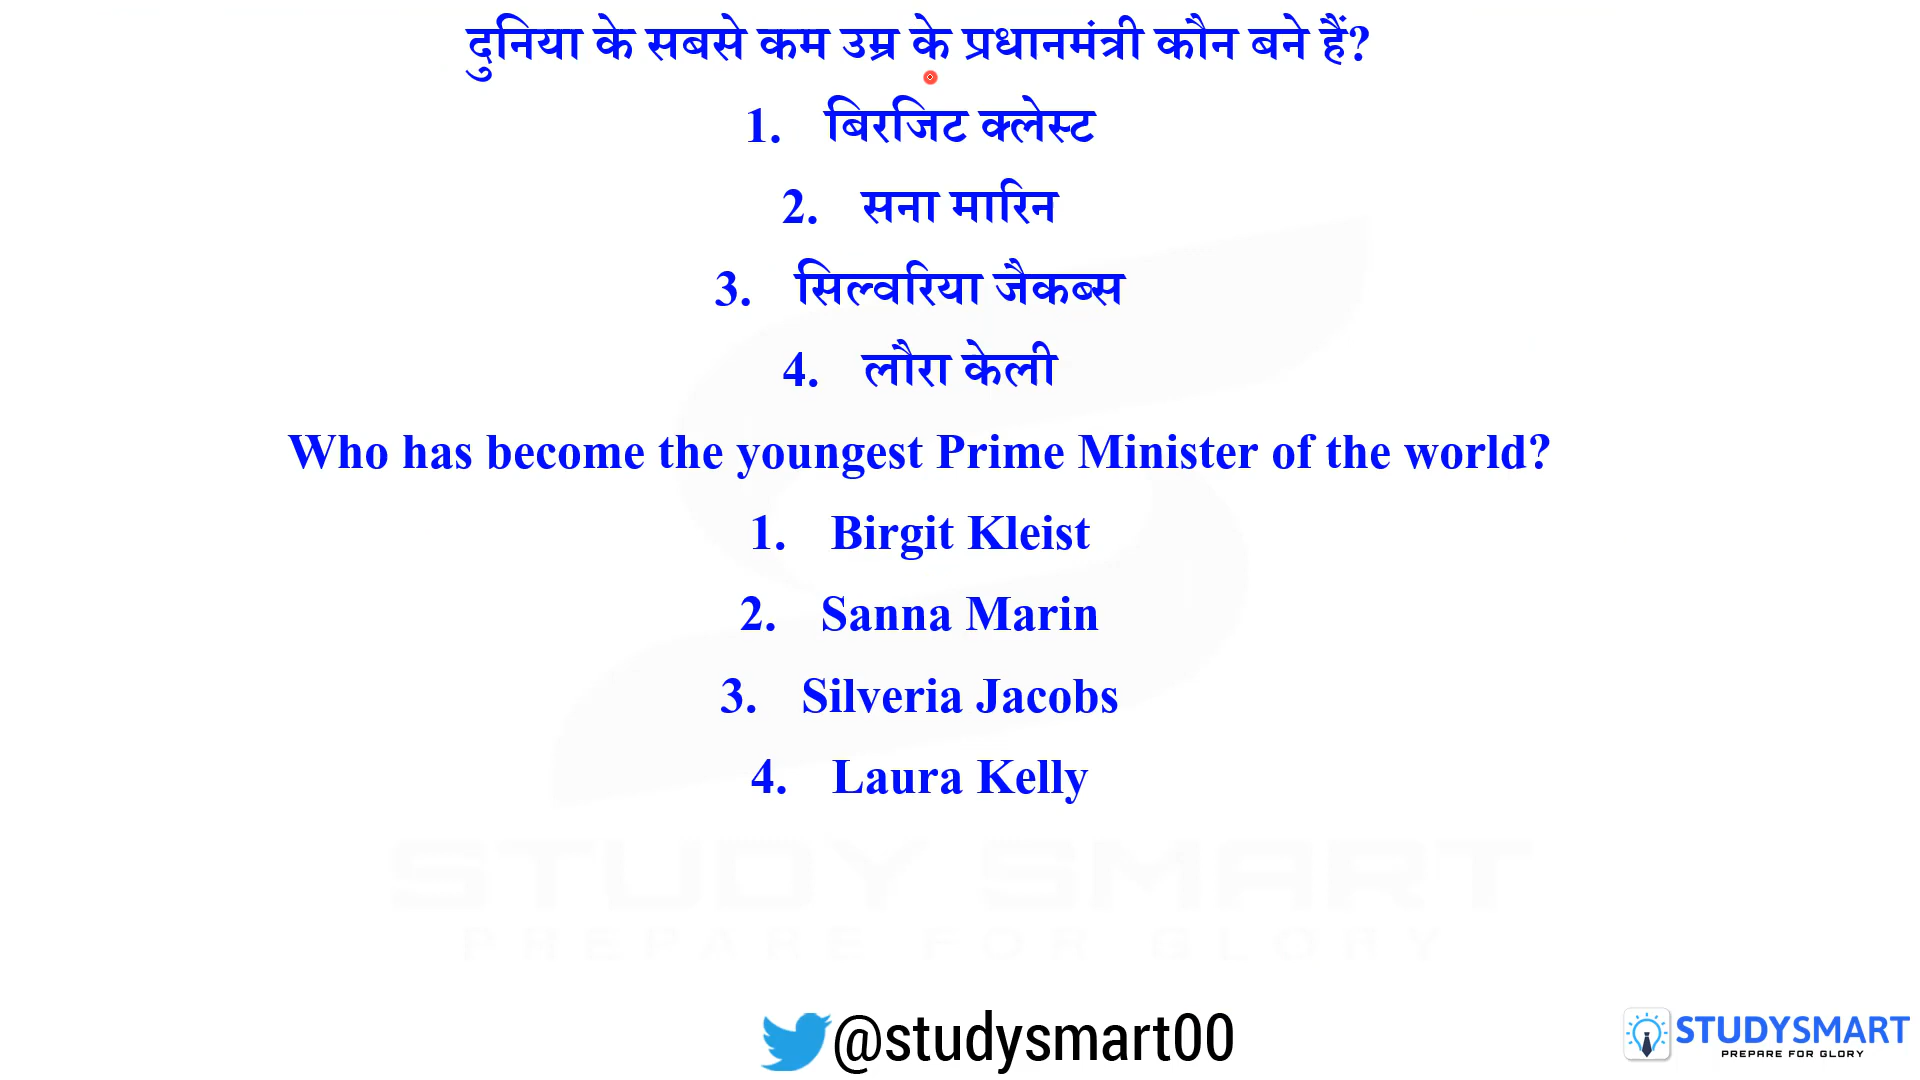 दुनिया के सबसे कम उम्र के प्रधानमंत्री कौन बने हैं?
1. बिरजिट क्लेस्ट
2. सना मारिन
3. सिल्वरिया जैकब्स
4. लौरा केली
Who has become the youngest Prime Minister of the world?
1. Birgit Kleist
2. Sanna Marin
3. Silveria Jacobs
4. Laura Kelly
STUDY SMART
PREPARE FOR GLORY
@studysmart00
STUDYSMART
PREPARE FOR GLORY